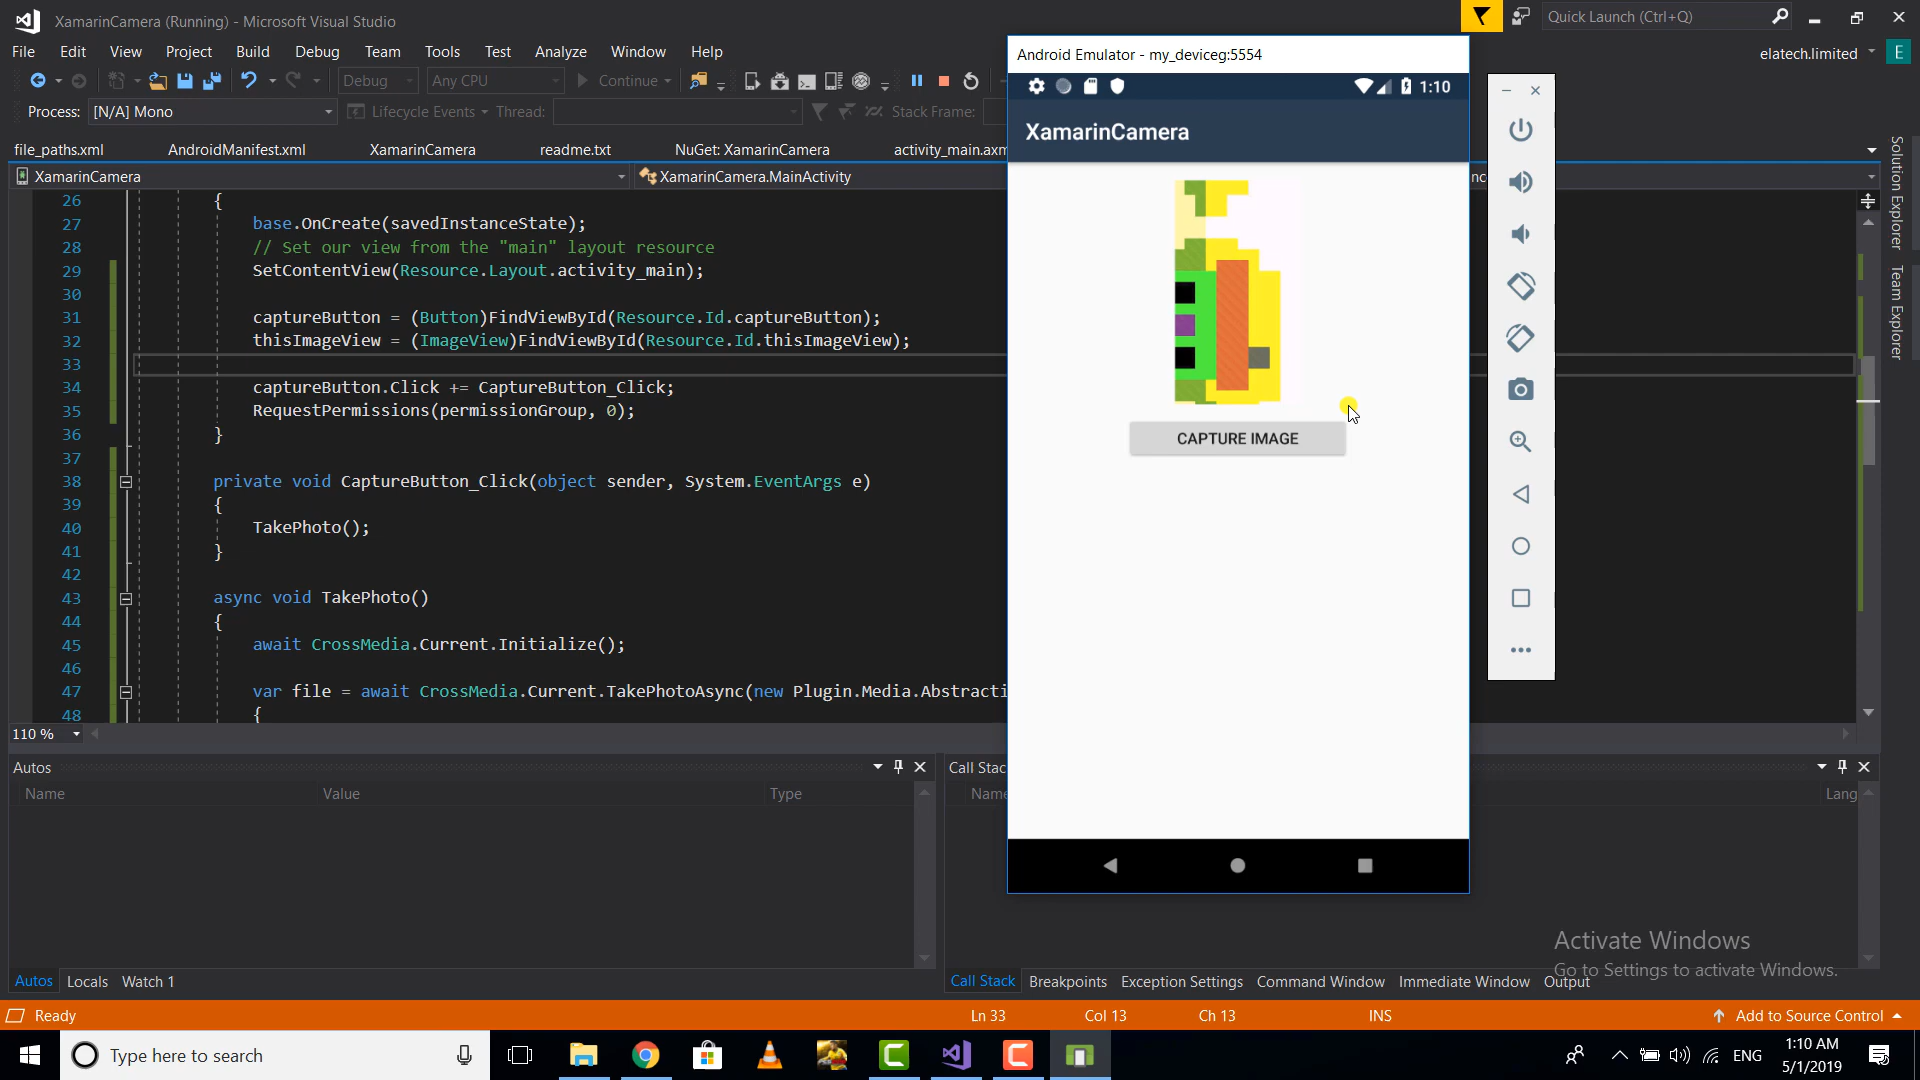 XamarinCamera (Running) - Microsoft Visual Studio
Quick Launch (Ctrl+Q)
File Edit View Project Build Debug Team Tools Test Analyze Window Help
elatech.limited E
Debug Any CPU Continue
Process: [N/A] Mono Lifecycle Events Thread: Stack Frame:
file_paths.xml AndroidManifest.xml XamarinCamera readme.txt NuGet: XamarinCamera activity_main.axm
XamarinCamera XamarinCamera.MainActivity
26 {
27 base.OnCreate(savedInstanceState);
28 // Set our view from the "main" layout resource
29 SetContentView(Resource.Layout.activity_main);
30
31 captureButton = (Button)FindViewById(Resource.Id.captureButton);
32 thisImageView = (ImageView)FindViewById(Resource.Id.thisImageView);
33
34 captureButton.Click += CaptureButton_Click;
35 RequestPermissions(permissionGroup, 0);
36 }
37
38 private void CaptureButton_Click(object sender, System.EventArgs e)
39 {
40 TakePhoto();
41 }
42
43 async void TakePhoto()
44 {
45 await CrossMedia.Current.Initialize();
46
47 var file = await CrossMedia.Current.TakePhotoAsync(new Plugin.Media.Abstracti
48 {
110 %
Android Emulator - my_deviceg:5554
1:10
XamarinCamera
CAPTURE IMAGE
Solution Explorer
Team Explorer
Autos
Name Value Type
Autos Locals Watch 1
Call Stac
Name Lang
Call Stack Breakpoints Exception Settings Command Window Immediate Window Output
Activate Windows
Go to Settings to activate Windows.
Ready Ln 33 Col 13 Ch 13 INS Add to Source Control
Type here to search
ENG
1:10 AM
5/1/2019